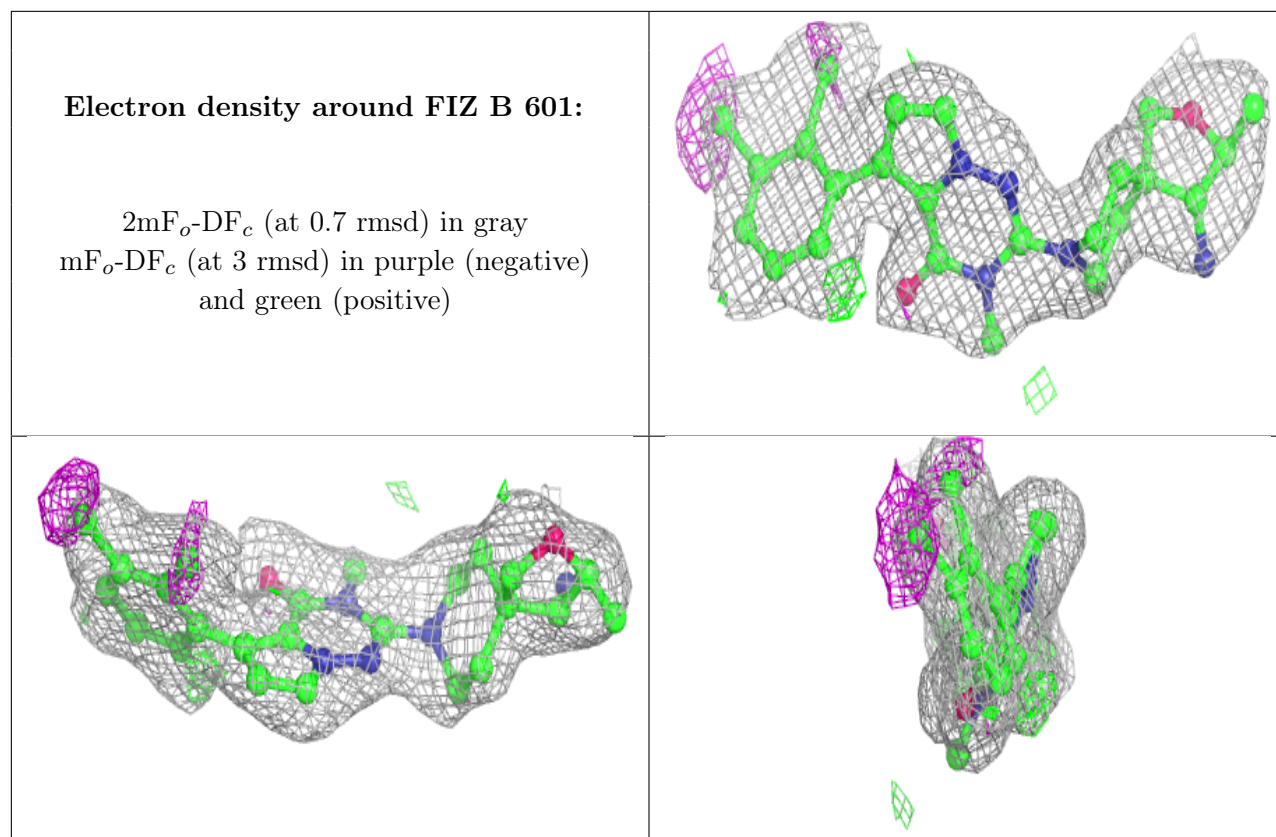 Electron density around FIZ B 601:
2mFo-DFc (at 0.7 rmsd) in gray
mFo-DFc (at 3 rmsd) in purple (negative)
and green (positive)